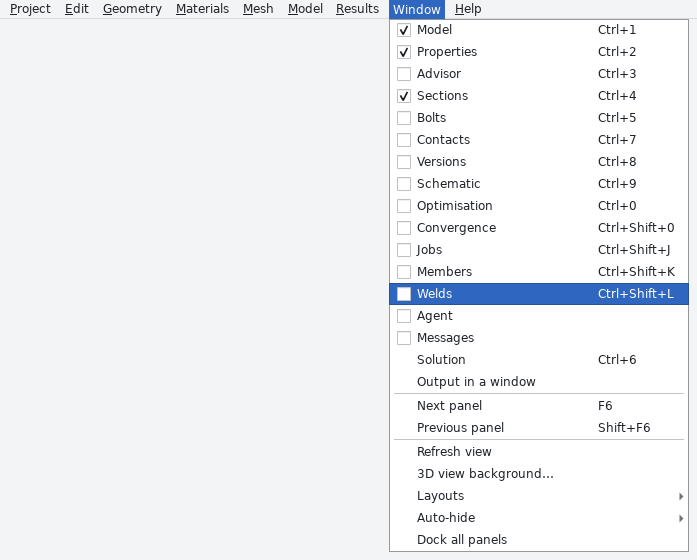 Project Edit Geometry Materials Mesh Model Results Window Help
Model Ctrl+1
Properties Ctrl+2
Advisor Ctrl+3
Sections Ctrl+4
Bolts Ctrl+5
Contacts Ctrl+7
Versions Ctrl+8
Schematic Ctrl+9
Optimisation Ctrl+0
Convergence Ctrl+Shift+0
Jobs Ctrl+Shift+J
Members Ctrl+Shift+K
Welds Ctrl+Shift+L
Agent
Messages
Solution Ctrl+6
Output in a window
Next panel F6
Previous panel Shift+F6
Refresh view
3D view background...
Layouts
Auto-hide
Dock all panels